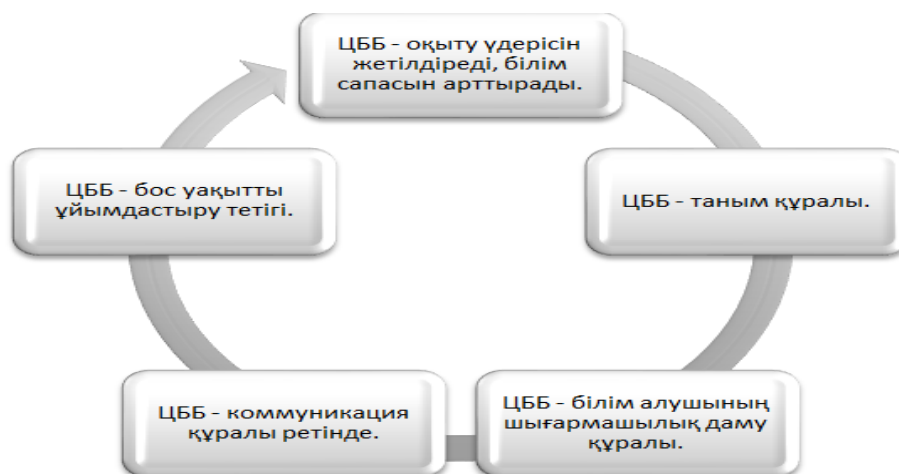 ЦББ - оқыту үдерісін
жетілдіреді, білім
сапасын арттырады.
ЦББ - таным құралы.
ЦББ - білім алушының
шығармашылық даму
құралы.
ЦББ - коммуникация
құралы ретінде.
ЦББ - бос уақытты
ұйымдастыру тетігі.